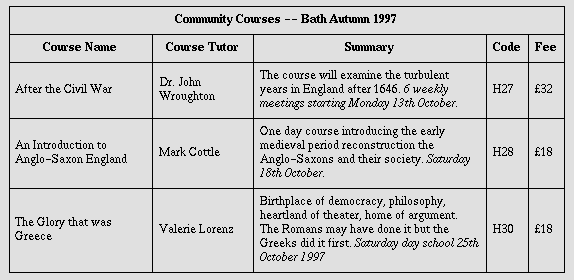 Community Courses -- Bath Autumn 1997
Course Name Course Tutor Summary Code Fee
After the Civil War
Dr. John
Wroughton
The course will examine the turbulent
years in England after 1646. 6 weekly
meetings starting Monday 13th October.
H27
£32
An Introduction to
Anglo-Saxon England
Mark Cottle
One day course introducing the early
medieval period reconstruction the
Anglo-Saxons and their society. Saturday
18th October.
H28
£18
The Glory that was
Greece
Valerie Lorenz
Birthplace of democracy, philosophy,
heartland of theater, home of argument.
The Romans may have done it but the
Greeks did it first. Saturday day school 25th
October 1997
H30
£18